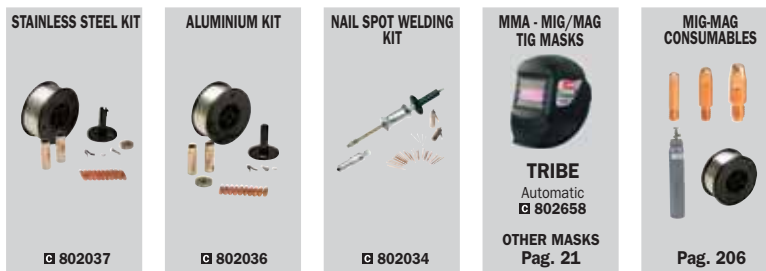 STAINLESS STEEL KIT
C 802037
ALUMINIUM KIT
C 802036
NAIL SPOT WELDING
KIT
C 802034
MMA - MIG/MAG
TIG MASKS
TRIBE
Automatic
C 802658
OTHER MASKS
Pag. 21
MIG-MAG
CONSUMABLES
Pag. 206